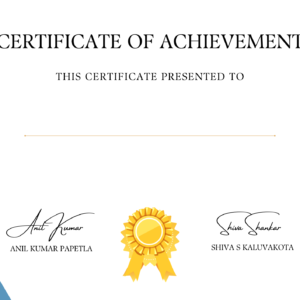 CERTIFICATE OF ACHIEVEMENT
THIS CERTIFICATE PRESENTED TO
Anil Kumar
Shiva Shankar
ANIL KUMAR PAPETLA
SHIVA S KALUVAKOTA